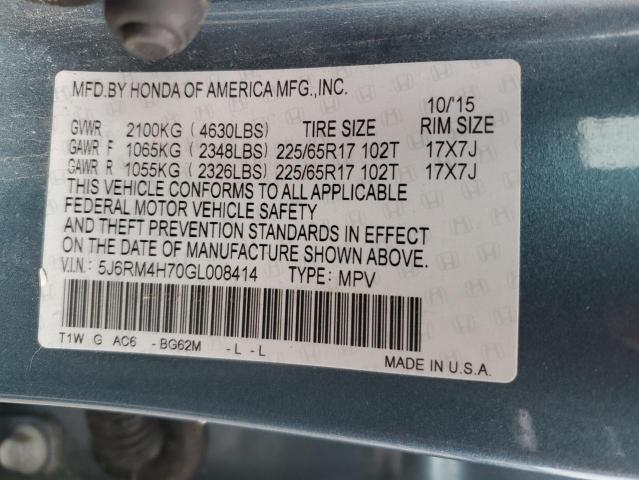 MFD.BY HONDA OF AMERICA MFG.,INC.
10/'15
GVWR 2100KG ( 4630LBS) TIRE SIZE RIM SIZE
GAWR F 1065KG ( 2348LBS) 225/65R17 102T 17X7J
GAWR R 1055KG ( 2326LBS) 225/65R17 102T 17X7J
THIS VEHICLE CONFORMS TO ALL APPLICABLE
FEDERAL MOTOR VEHICLE SAFETY
AND THEFT PREVENTION STANDARDS IN EFFECT
ON THE DATE OF MANUFACTURE SHOWN ABOVE.
V.I.N.: 5J6RM4H70GL008414 TYPE: MPV
T1W G AC6 -BG62M -L -L
MADE IN U.S.A.